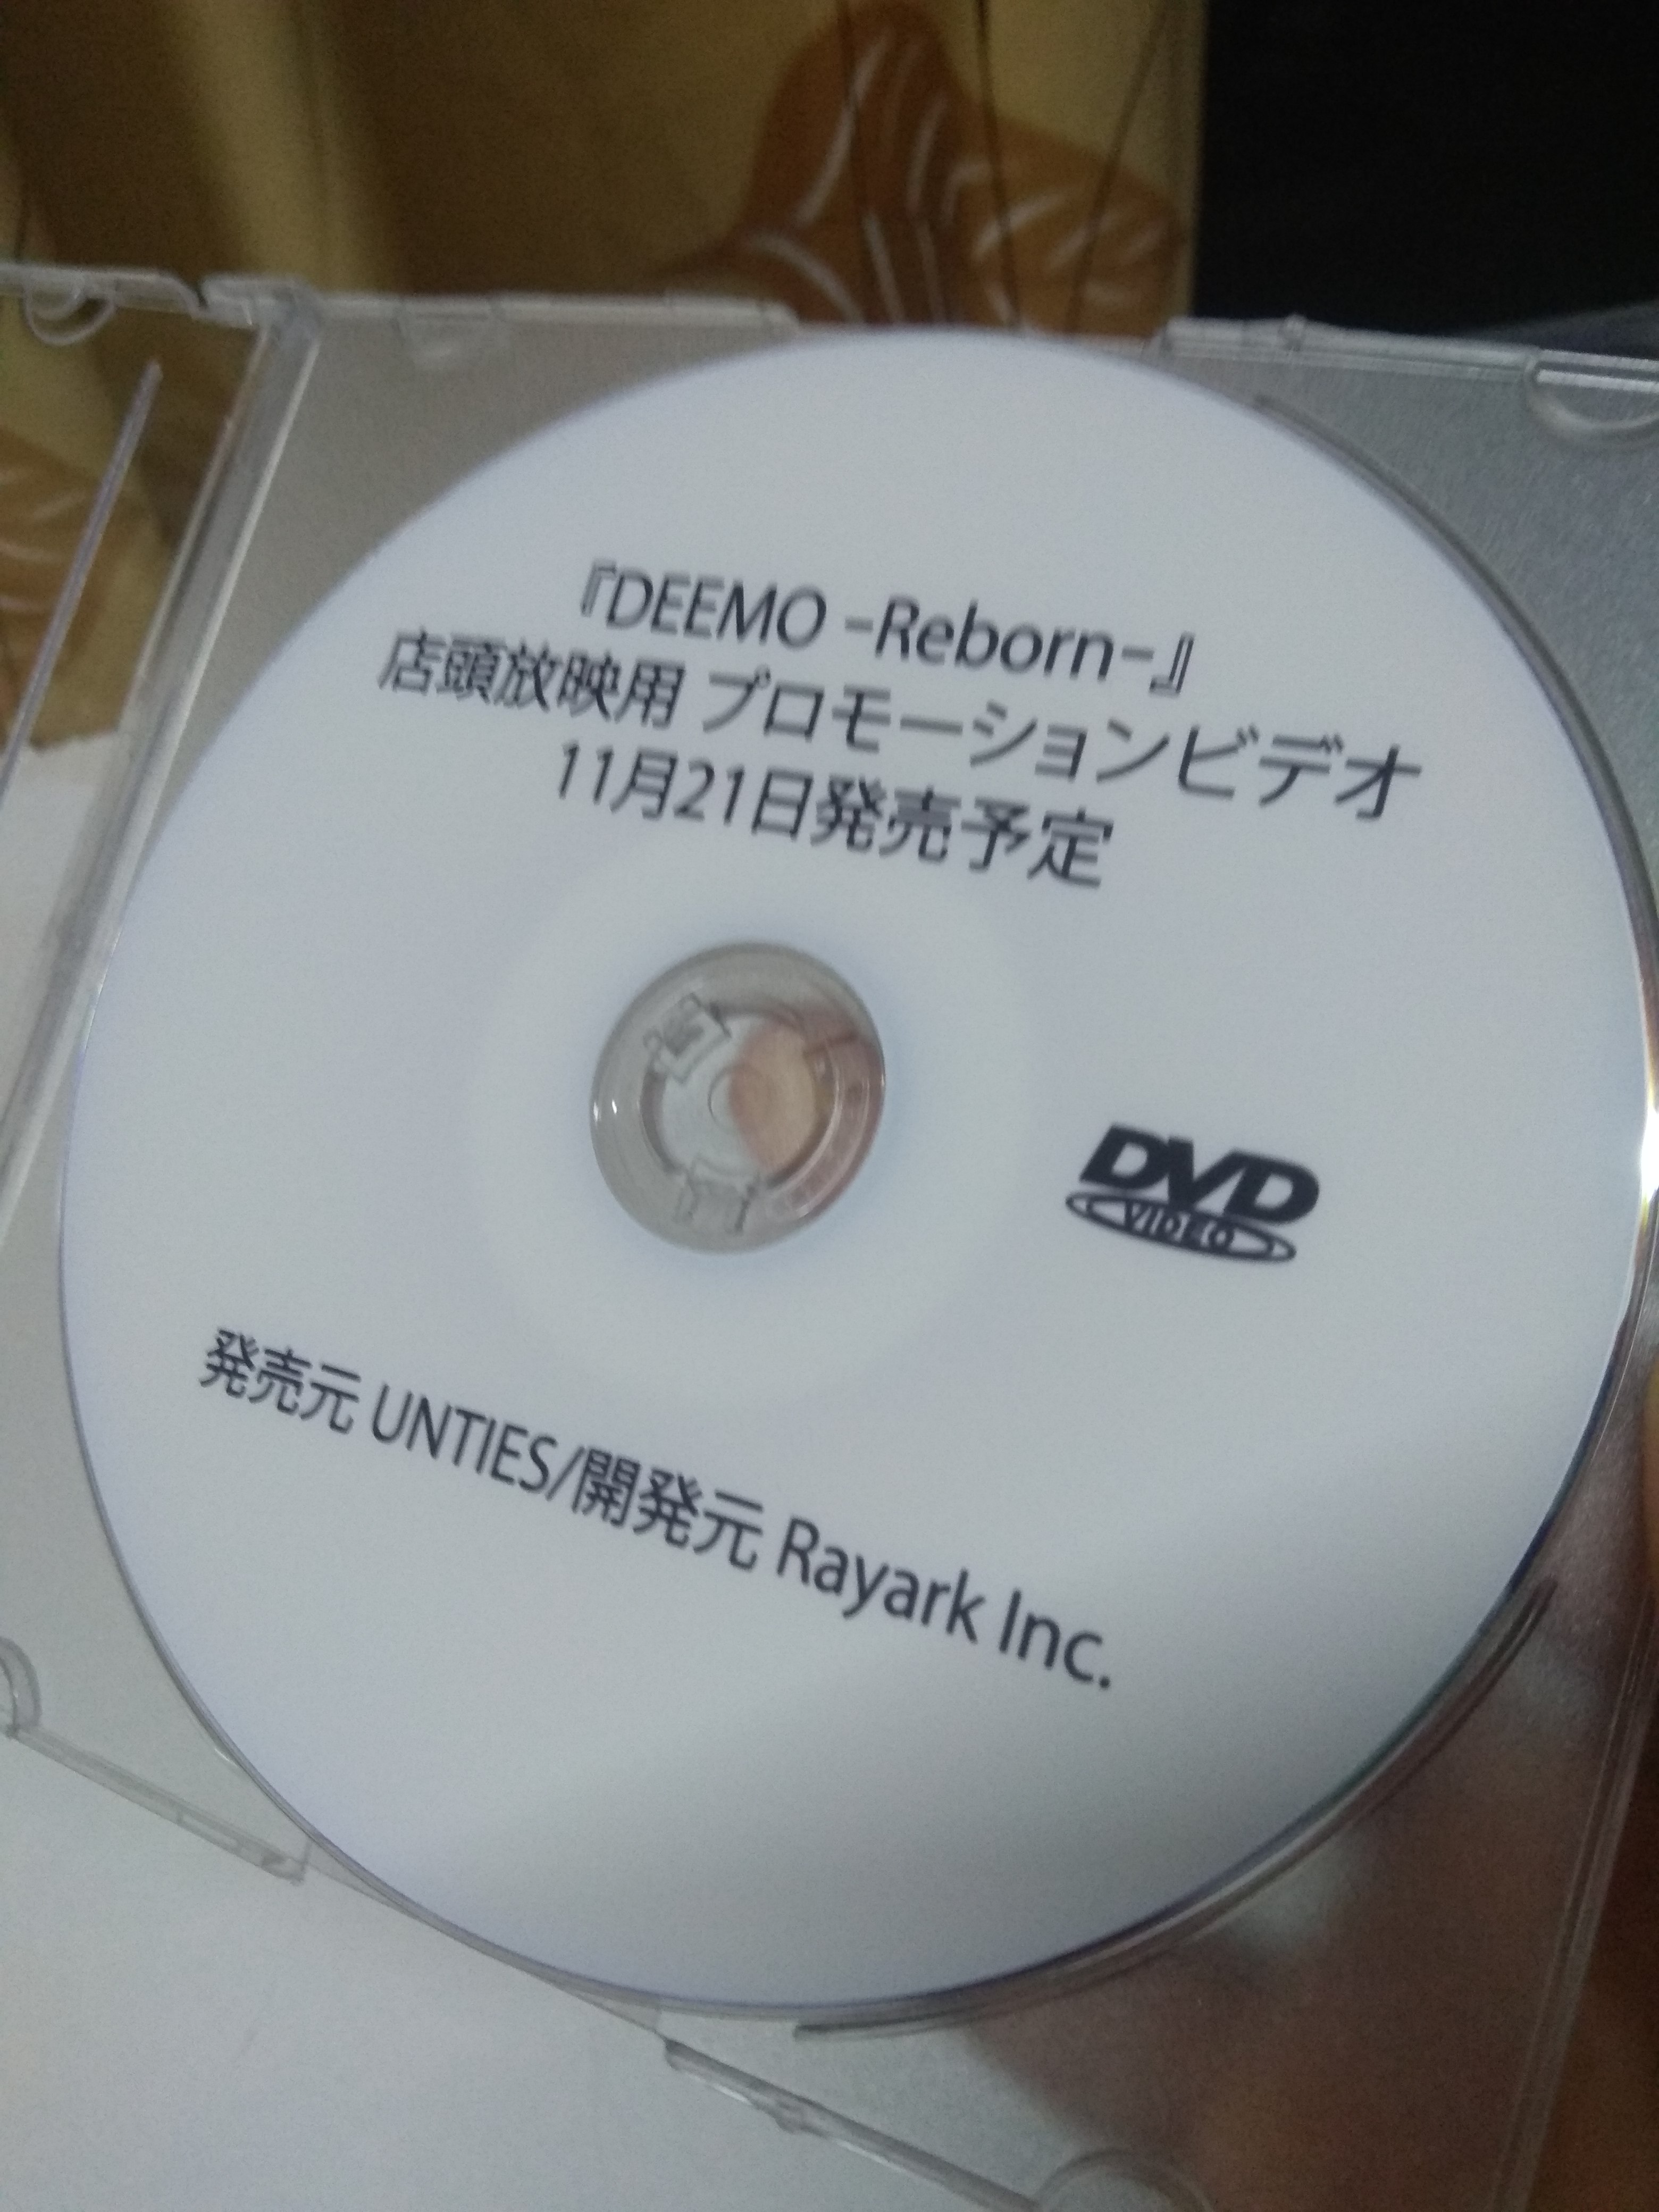 『DEEMO -Reborn-』
店頭放映用 プロモーションビデオ
11月21日発売予定
DVD
VIDEO
発売元 UNTIES/開発元 Rayark Inc.